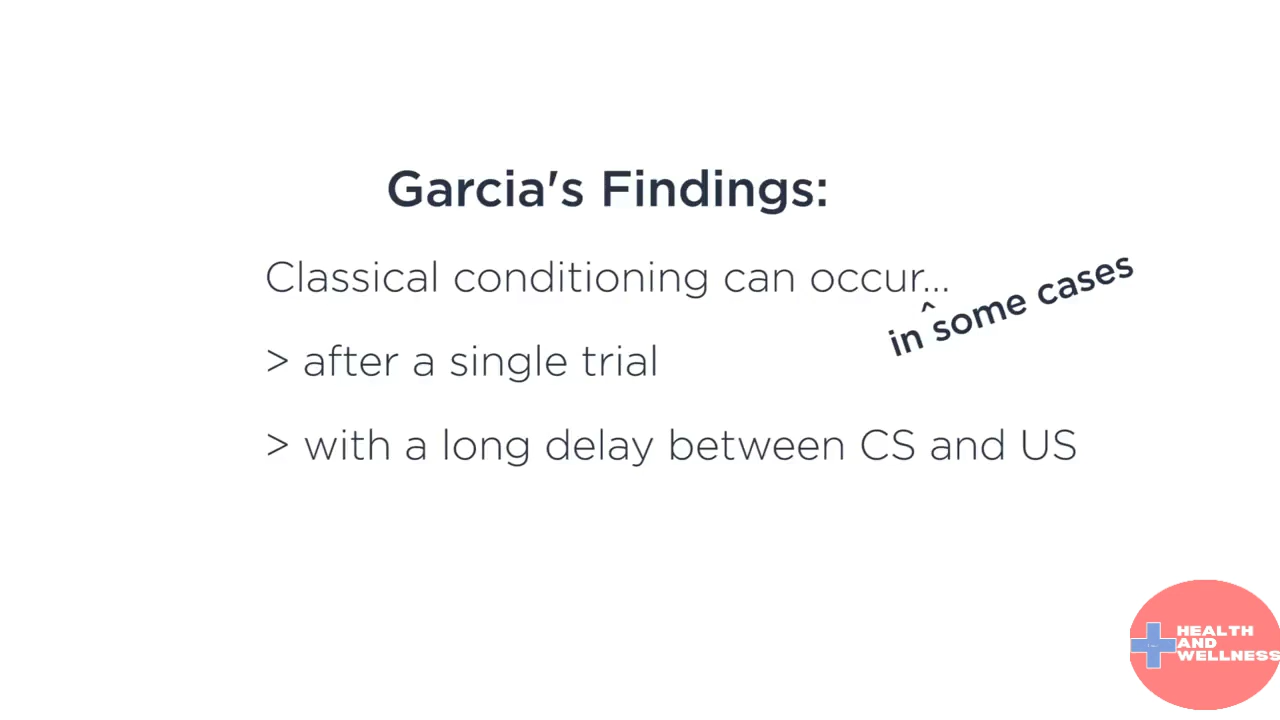 Garcia's Findings:
Classical conditioning can occur...
^
in some cases
> after a single trial
> with a long delay between CS and US
HEALTH
AND
WELLNESS